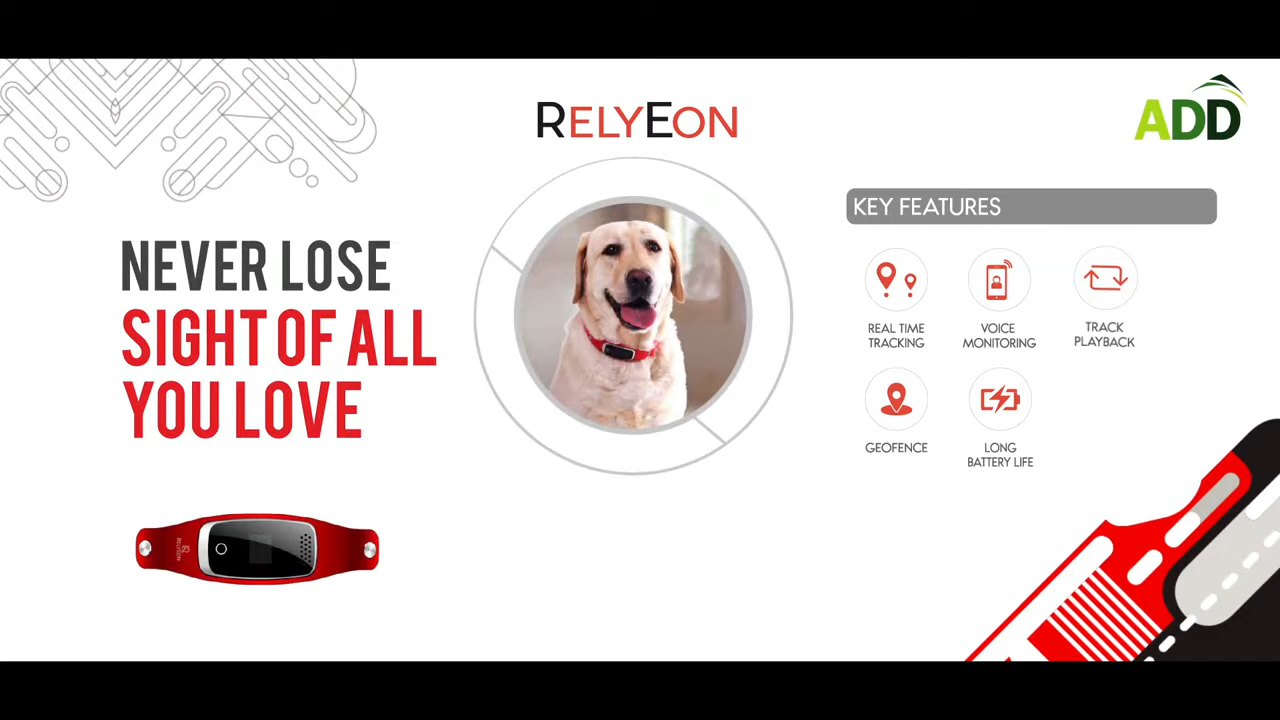 RELYEON
ADD
NEVER LOSE
SIGHT OF ALL
YOU LOVE
KEY FEATURES
REAL TIME
TRACKING
VOICE
MONITORING
TRACK
PLAYBACK
GEOFENCE
LONG
BATTERY LIFE